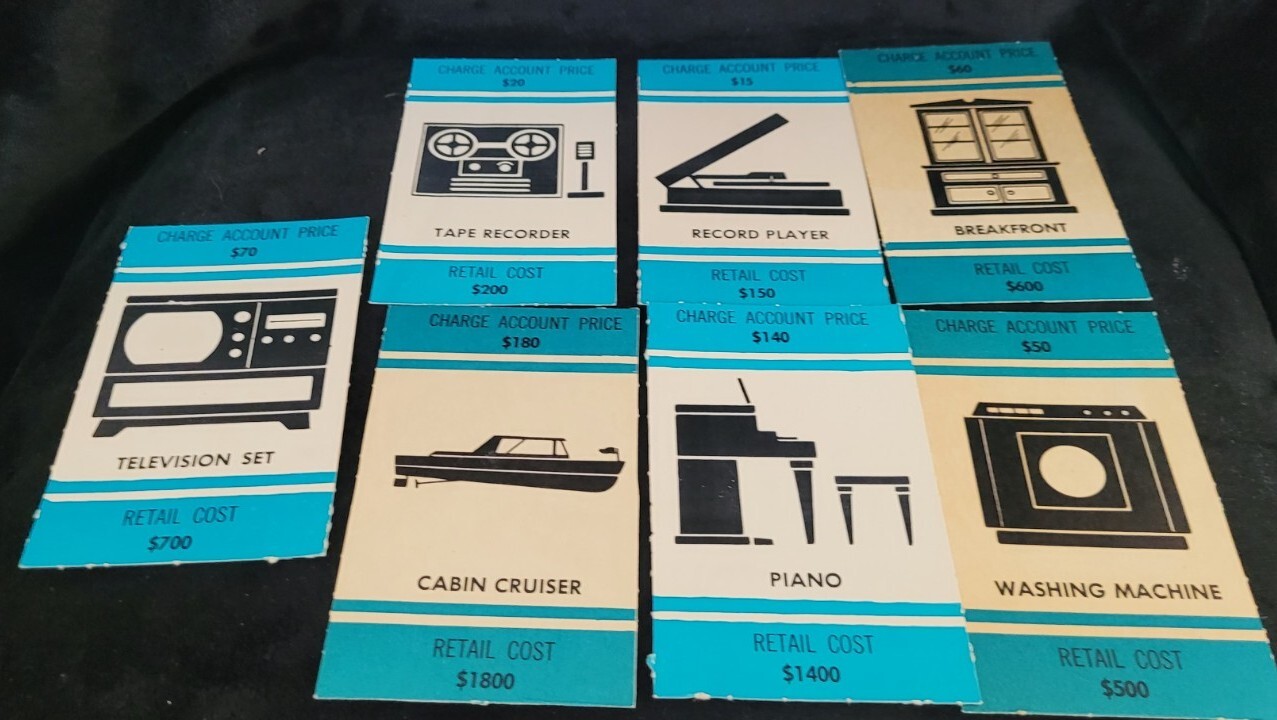 CHARGE ACCOUNT PRICE
$70
TELEVISION SET
RETAIL COST
$700
CHARGE ACCOUNT PRICE
$20
TAPE RECORDER
RETAIL COST
$200
CHARGE ACCOUNT PRICE
$15
RECORD PLAYER
RETAIL COST
$150
CHARGE ACCOUNT PRICE
$60
BREAKFRONT
RETAIL COST
$600
CHARGE ACCOUNT PRICE
$180
CABIN CRUISER
RETAIL COST
$1800
CHARGE ACCOUNT PRICE
$140
PIANO
RETAIL COST
$1400
CHARGE ACCOUNT PRICE
$50
WASHING MACHINE
RETAIL COST
$500